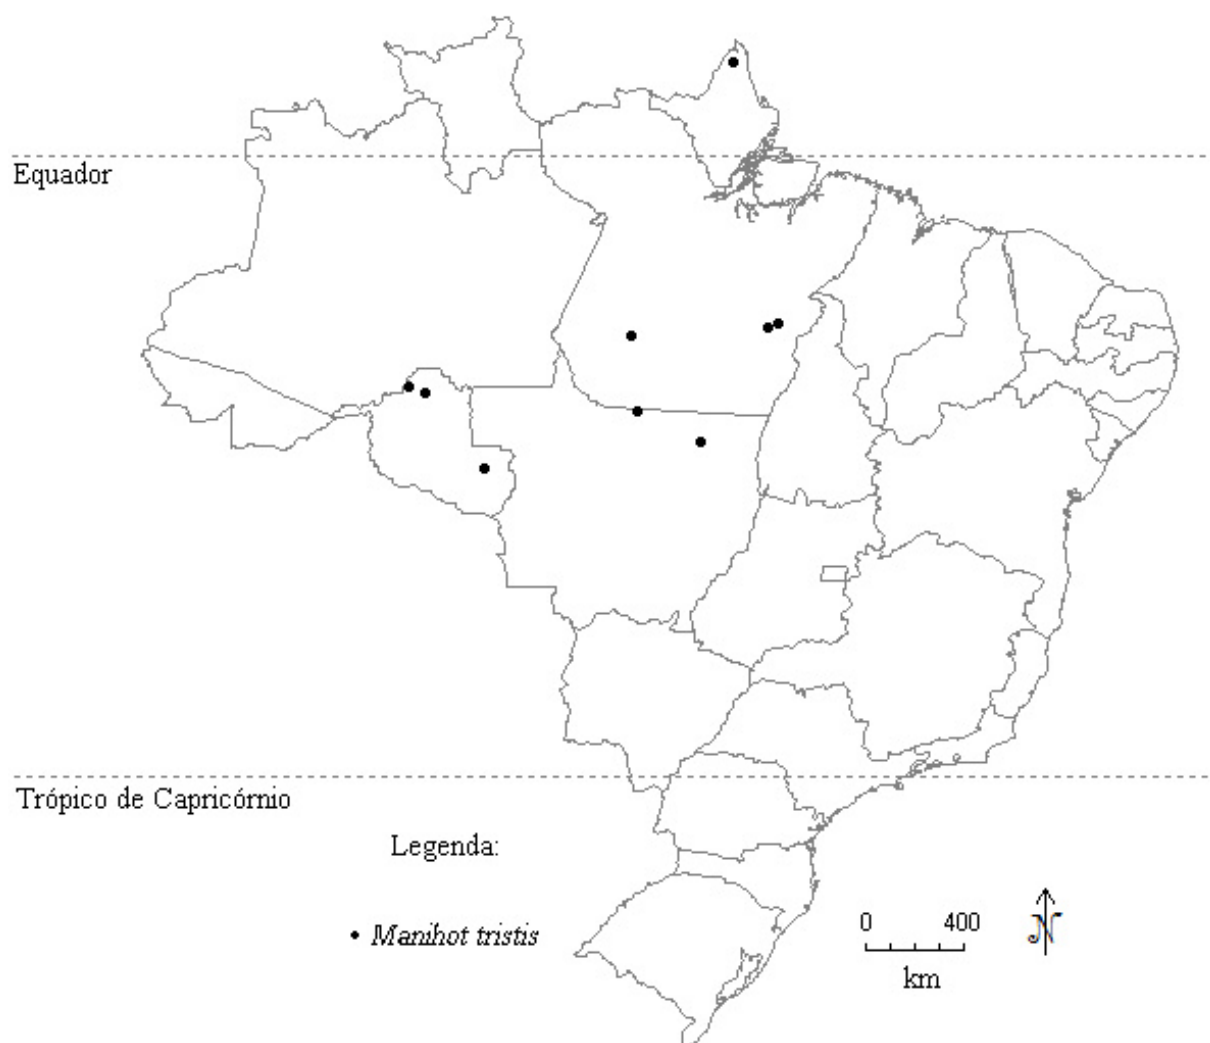 Equador
Trópico de Capricórnio
Legenda:
• Manihot tristis
0 400
km
N